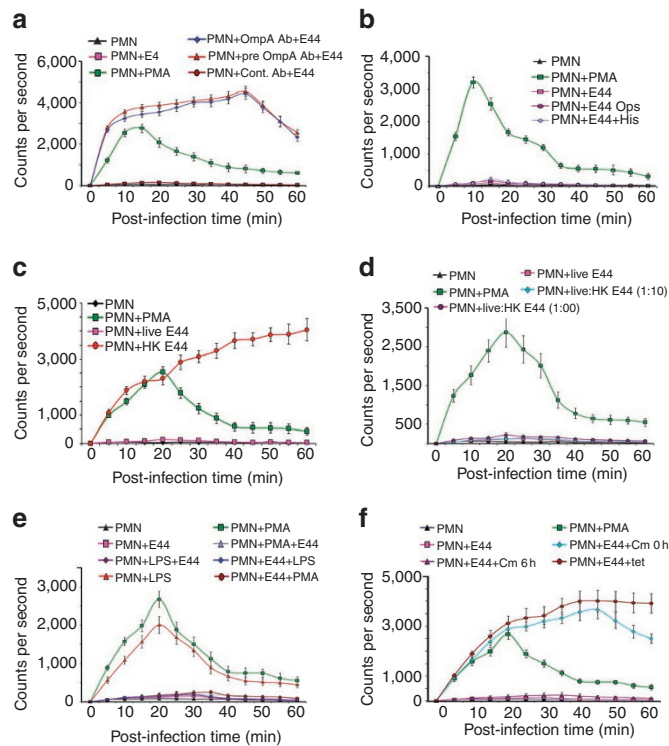 a
PMN
PMN+E4
PMN+PMA
PMN+OmpA Ab+E44
PMN+pre OmpA Ab+E44
PMN+Cont. Ab+E44
Counts per second
6,000
4,000
2,000
0
0 10 20 30 40 50 60
Post-infection time (min)
b
PMN
PMN+PMA
PMN+E44
PMN+E44 Ops
PMN+E44+His
Counts per second
4,000
3,000
2,000
1,000
0
0 10 20 30 40 50 60
Post-infection time (min)
c
PMN
PMN+PMA
PMN+live E44
PMN+HK E44
Counts per second
5,000
3,000
1,000
0
0 10 20 30 40 50 60
Post-infection time (min)
d
PMN
PMN+PMA
PMN+live E44
PMN+live:HK E44 (1:10)
PMN+live:HK E44 (1:00)
Counts per second
3,500
2,500
1,500
500
0 10 20 30 40 50 60
Post-infection time (min)
e
PMN
PMN+E44
PMN+LPS+E44
PMN+LPS
PMN+PMA
PMN+PMA+E44
PMN+E44+LPS
PMN+E44+PMA
Counts per second
3,000
2,000
1,000
0
0 10 20 30 40 50 60
Post-infection time (min)
f
PMN
PMN+E44
PMN+E44+Cm 6 h
PMN+PMA
PMN+E44+Cm 0 h
PMN+E44+tet
Counts per second
5,000
3,000
1,000
0
0 10 20 30 40 50 60
Post-infection time (min)